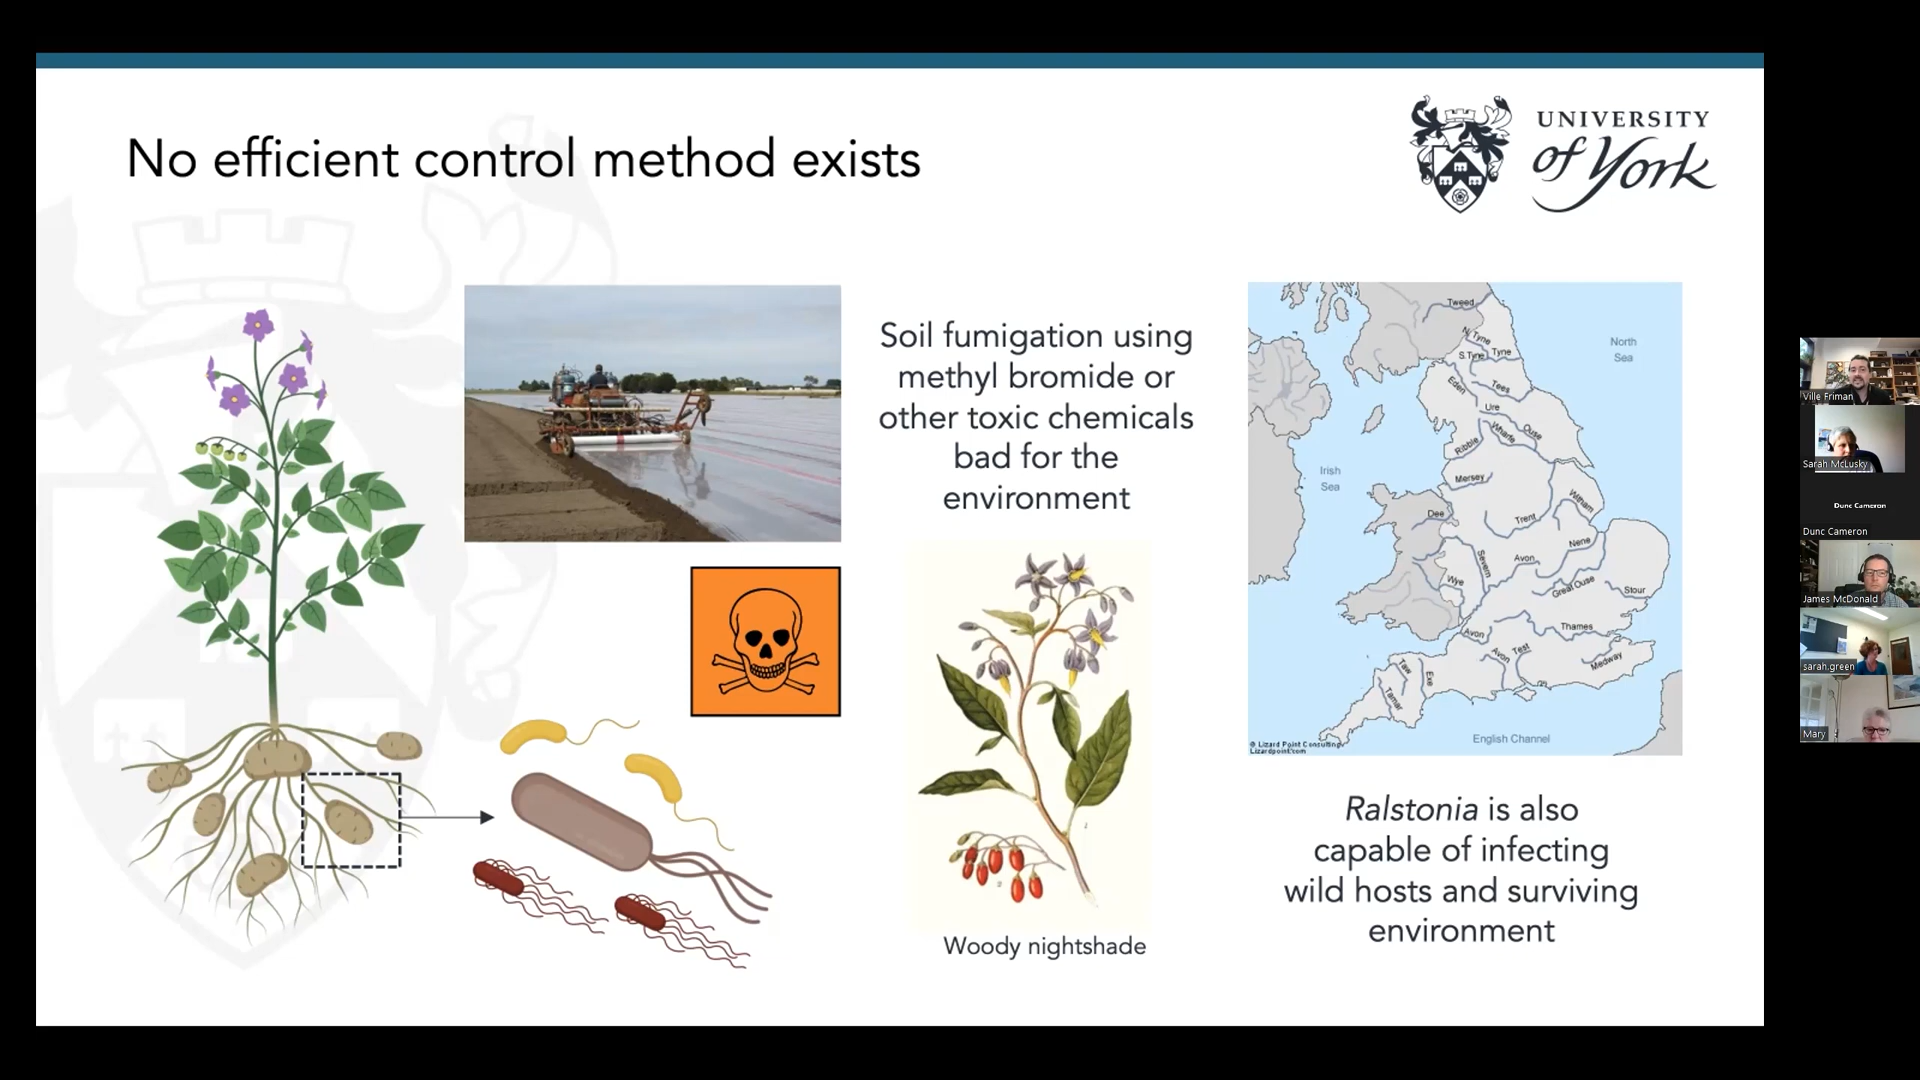 No efficient control method exists
UNIVERSITY
of York
Soil fumigation using
methyl bromide or
other toxic chemicals
bad for the
environment
Woody nightshade
Tweed
N. Tyne
S.Tyne
Tyne
North
Sea
Eden
Tees
Ure
Ouse
Wharfe
Ribble
Irish
Sea
Mersey
Witham
Dee
Trent
Nene
Severn
Avon
Wye
Great Ouse
Stour
Avon
Thames
Avon
Test
Medway
Taw
Exe
Tamar
English Channel
© Lizard Point Consulting
Lizardpoint.com
Ralstonia is also
capable of infecting
wild hosts and surviving
environment
Ville Friman
Sarah McLusky
Dunc Cameron
Dunc Cameron
James McDonald
sarah.green
Mary